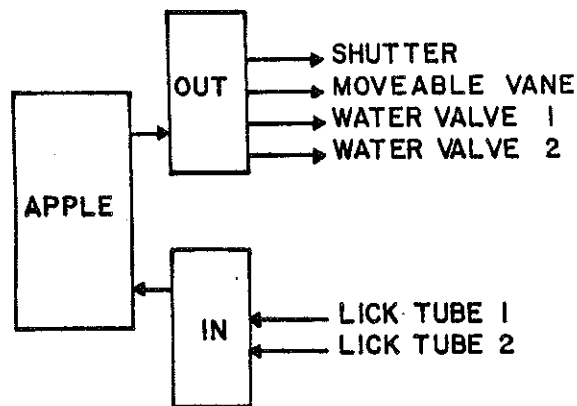 SHUTTER
OUT
MOVEABLE VANE
WATER VALVE 1
WATER VALVE 2
APPLE
LICK TUBE 1
IN
LICK TUBE 2